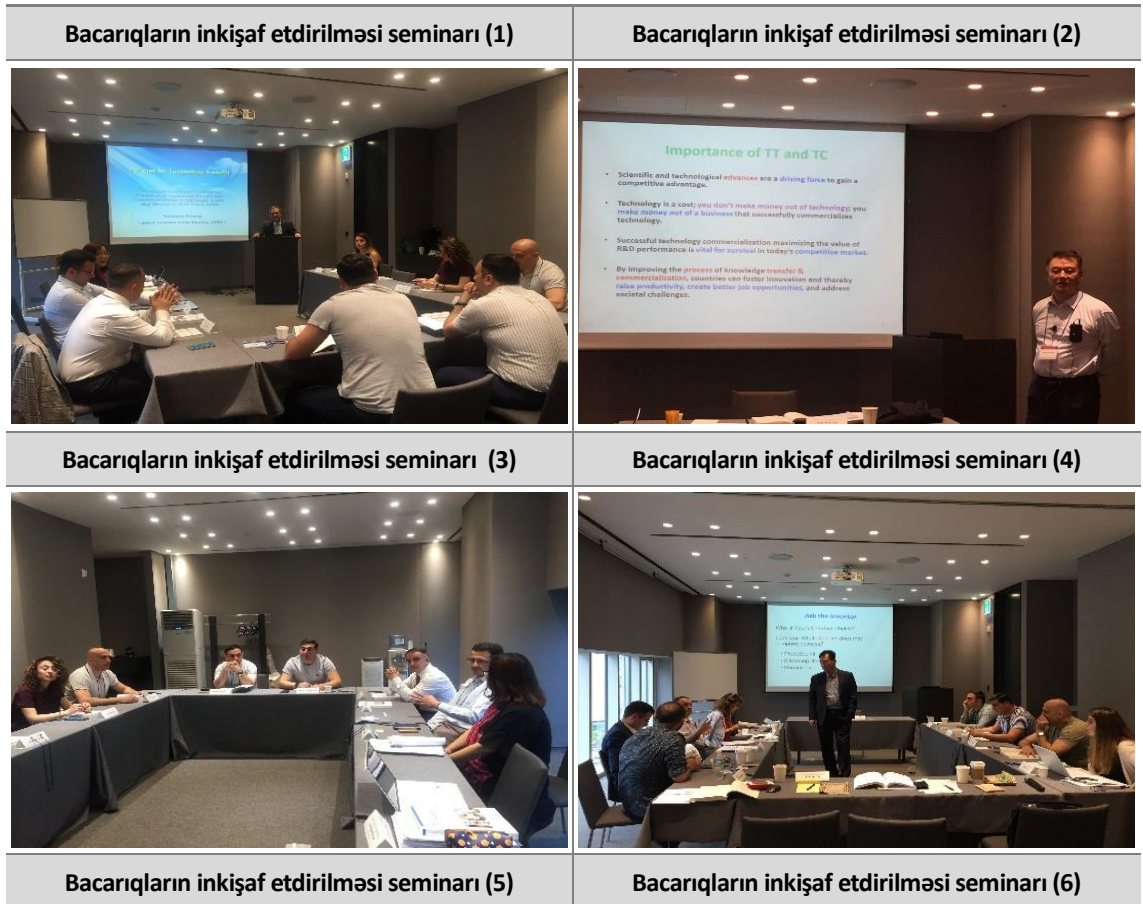 Bacarıqların inkişaf etdirilməsi seminarı (1)
Bacarıqların inkişaf etdirilməsi seminarı (2)
Importance of TT and TC
• Scientific and technological advances are a driving force to gain a
competitive advantage.
• Technology is a cost; you don't make money out of technology; you
make money out of a business that successfully commercializes
technology.
• Successful technology commercialization maximizing the value of
R&D performance is vital for survival in today's competitive market.
• By improving the process of knowledge transfer &
commercialization, countries can foster innovation and thereby
raise productivity, create better job opportunities, and address
societal challenges.
Bacarıqların inkişaf etdirilməsi seminarı (3)
Bacarıqların inkişaf etdirilməsi seminarı (4)
Ask the inventor
Bacarıqların inkişaf etdirilməsi seminarı (5)
Bacarıqların inkişaf etdirilməsi seminarı (6)